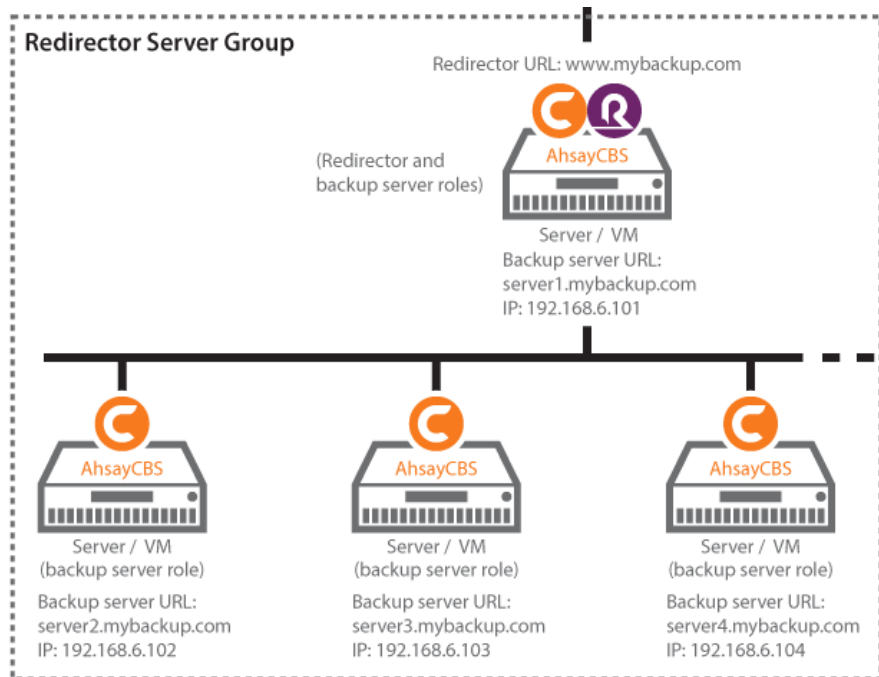 Redirector Server Group
Redirector URL: www.mybackup.com
AhsayCBS
(Redirector and
backup server roles)
Server / VM
Backup server URL:
server1.mybackup.com
IP: 192.168.6.101
AhsayCBS
Server / VM
(backup server role)
Backup server URL:
server2.mybackup.com
IP: 192.168.6.102
AhsayCBS
Server / VM
(backup server role)
Backup server URL:
server3.mybackup.com
IP: 192.168.6.103
AhsayCBS
Server / VM
(backup server role)
Backup server URL:
server4.mybackup.com
IP: 192.168.6.104